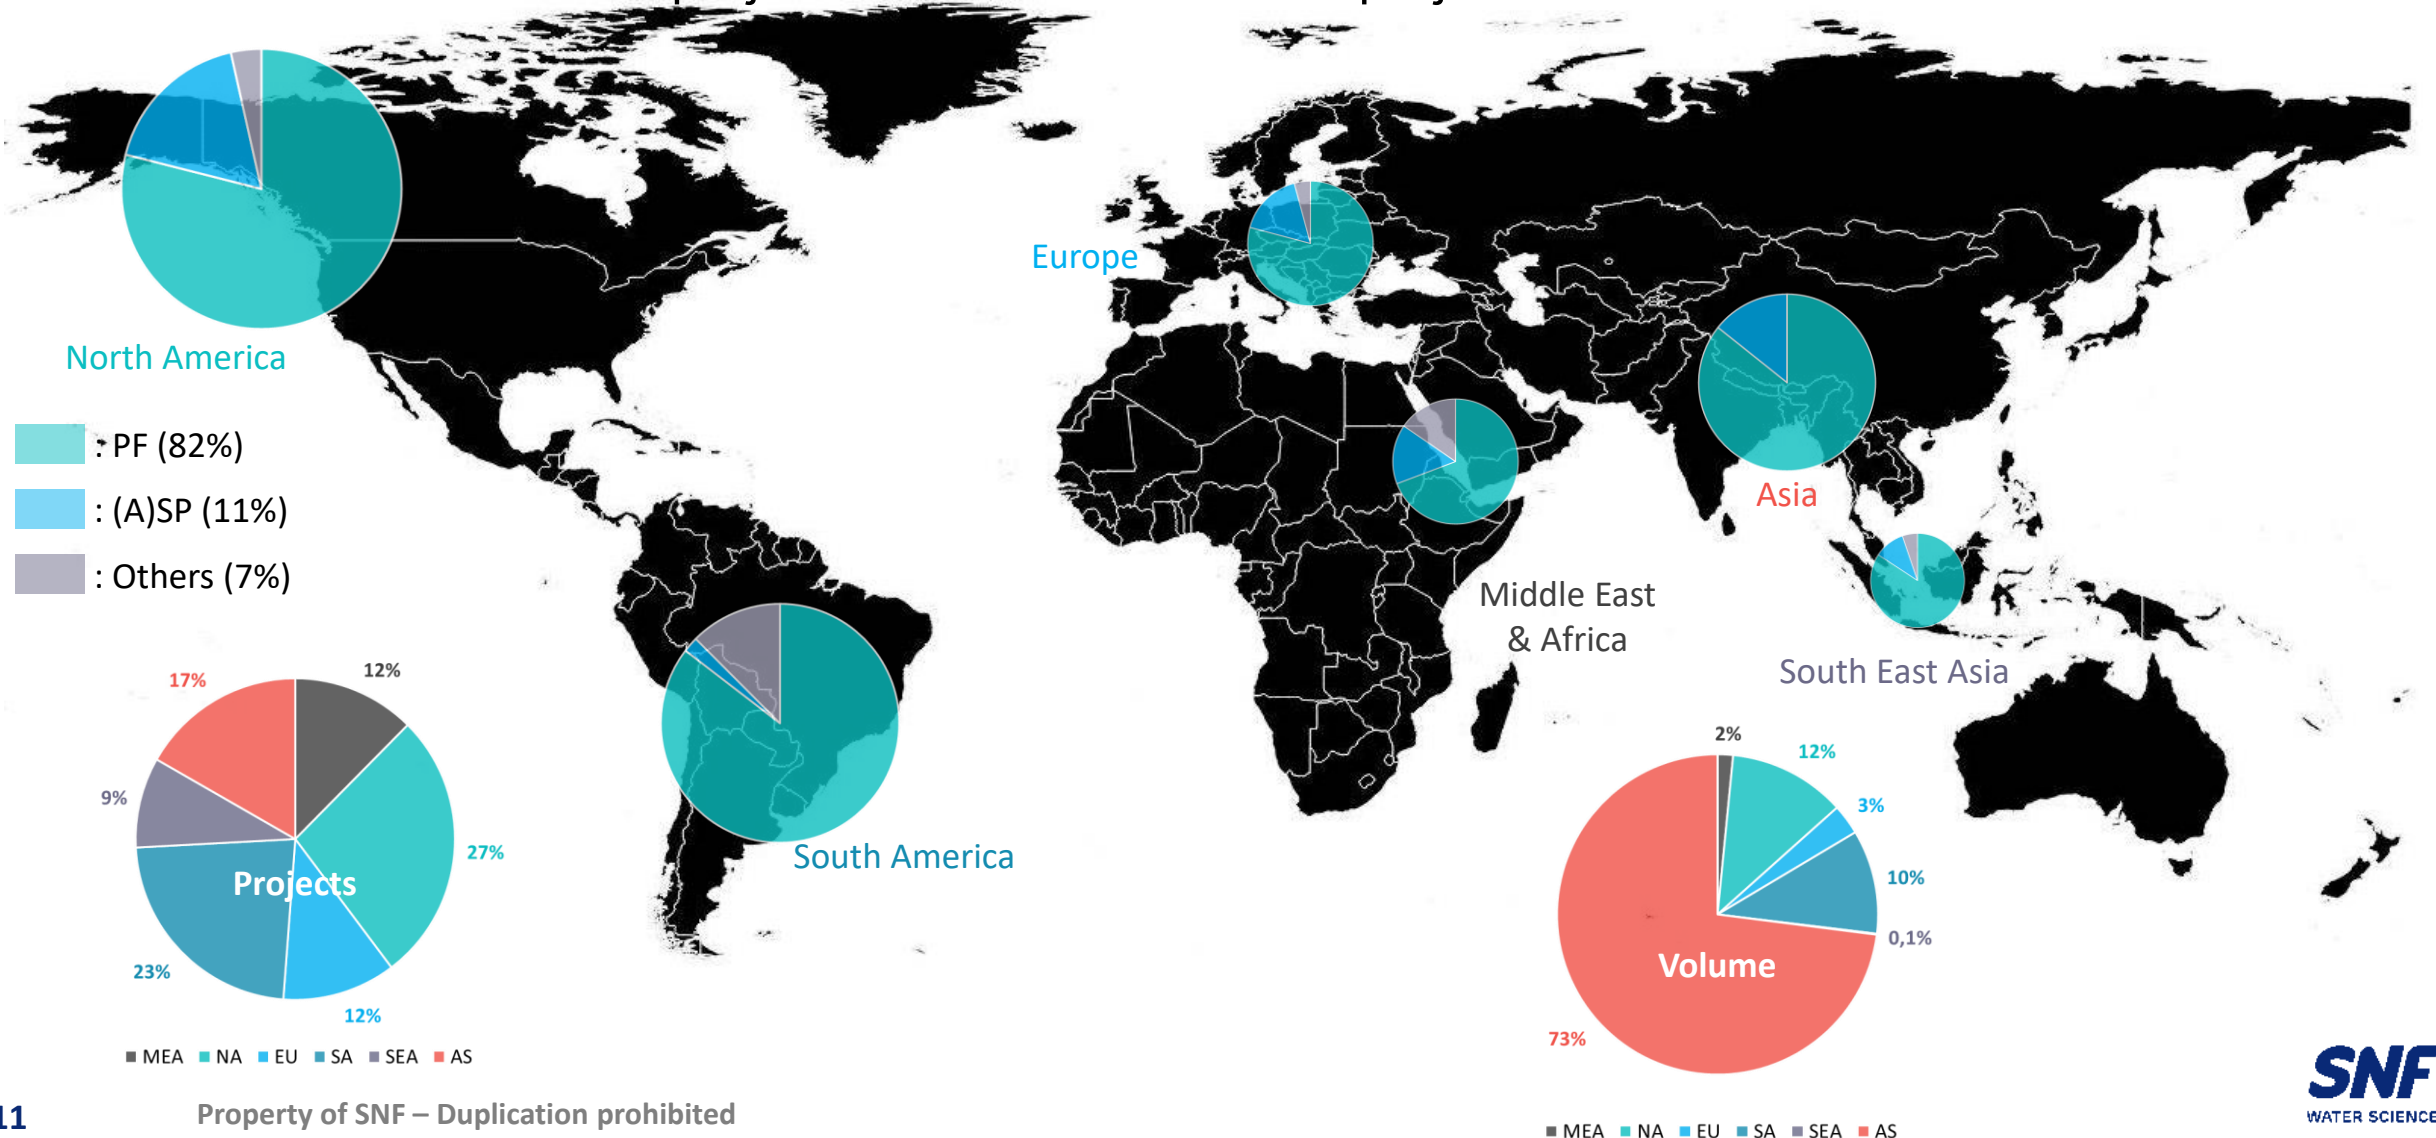 Europe
North America
: PF (82%)
: (A)SP (11%)
: Others (7%)
Asia
Middle East
& Africa
South East Asia
South America
12%
17%
9%
27%
Projects
23%
12%
MEA NA EU SA SEA AS
2%
12%
3%
10%
0,1%
Volume
73%
MEA NA EU SA SEA AS
11
Property of SNF – Duplication prohibited
SNF
WATER SCIENCE